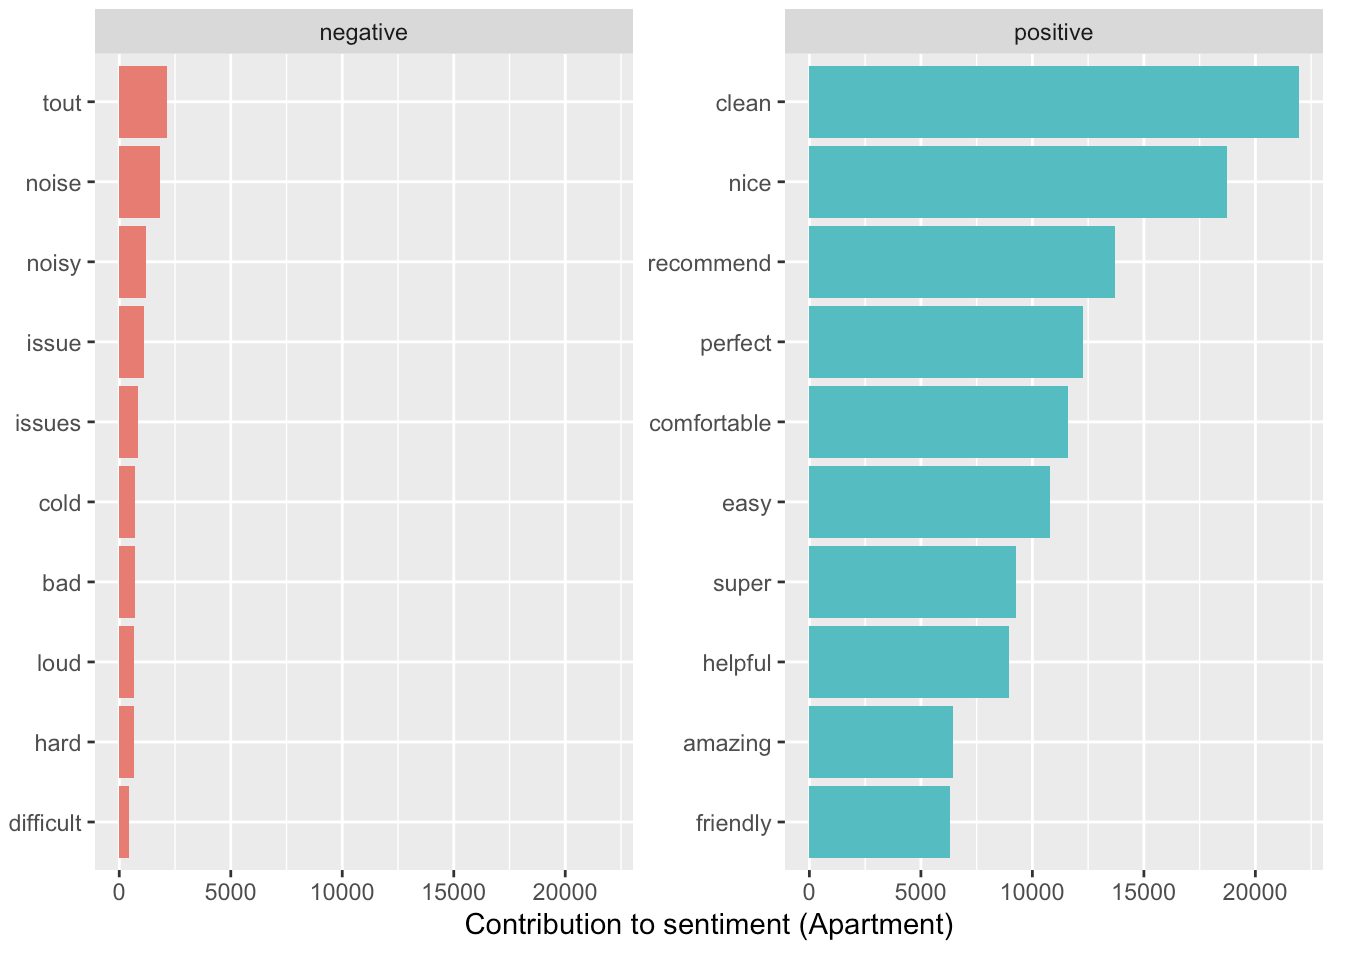 negative
tout
noise
noisy
issue
issues
cold
bad
loud
hard
difficult
0 5000 10000 15000 20000
positive
clean
nice
recommend
perfect
comfortable
easy
super
helpful
amazing
friendly
0 5000 10000 15000 20000
Contribution to sentiment (Apartment)